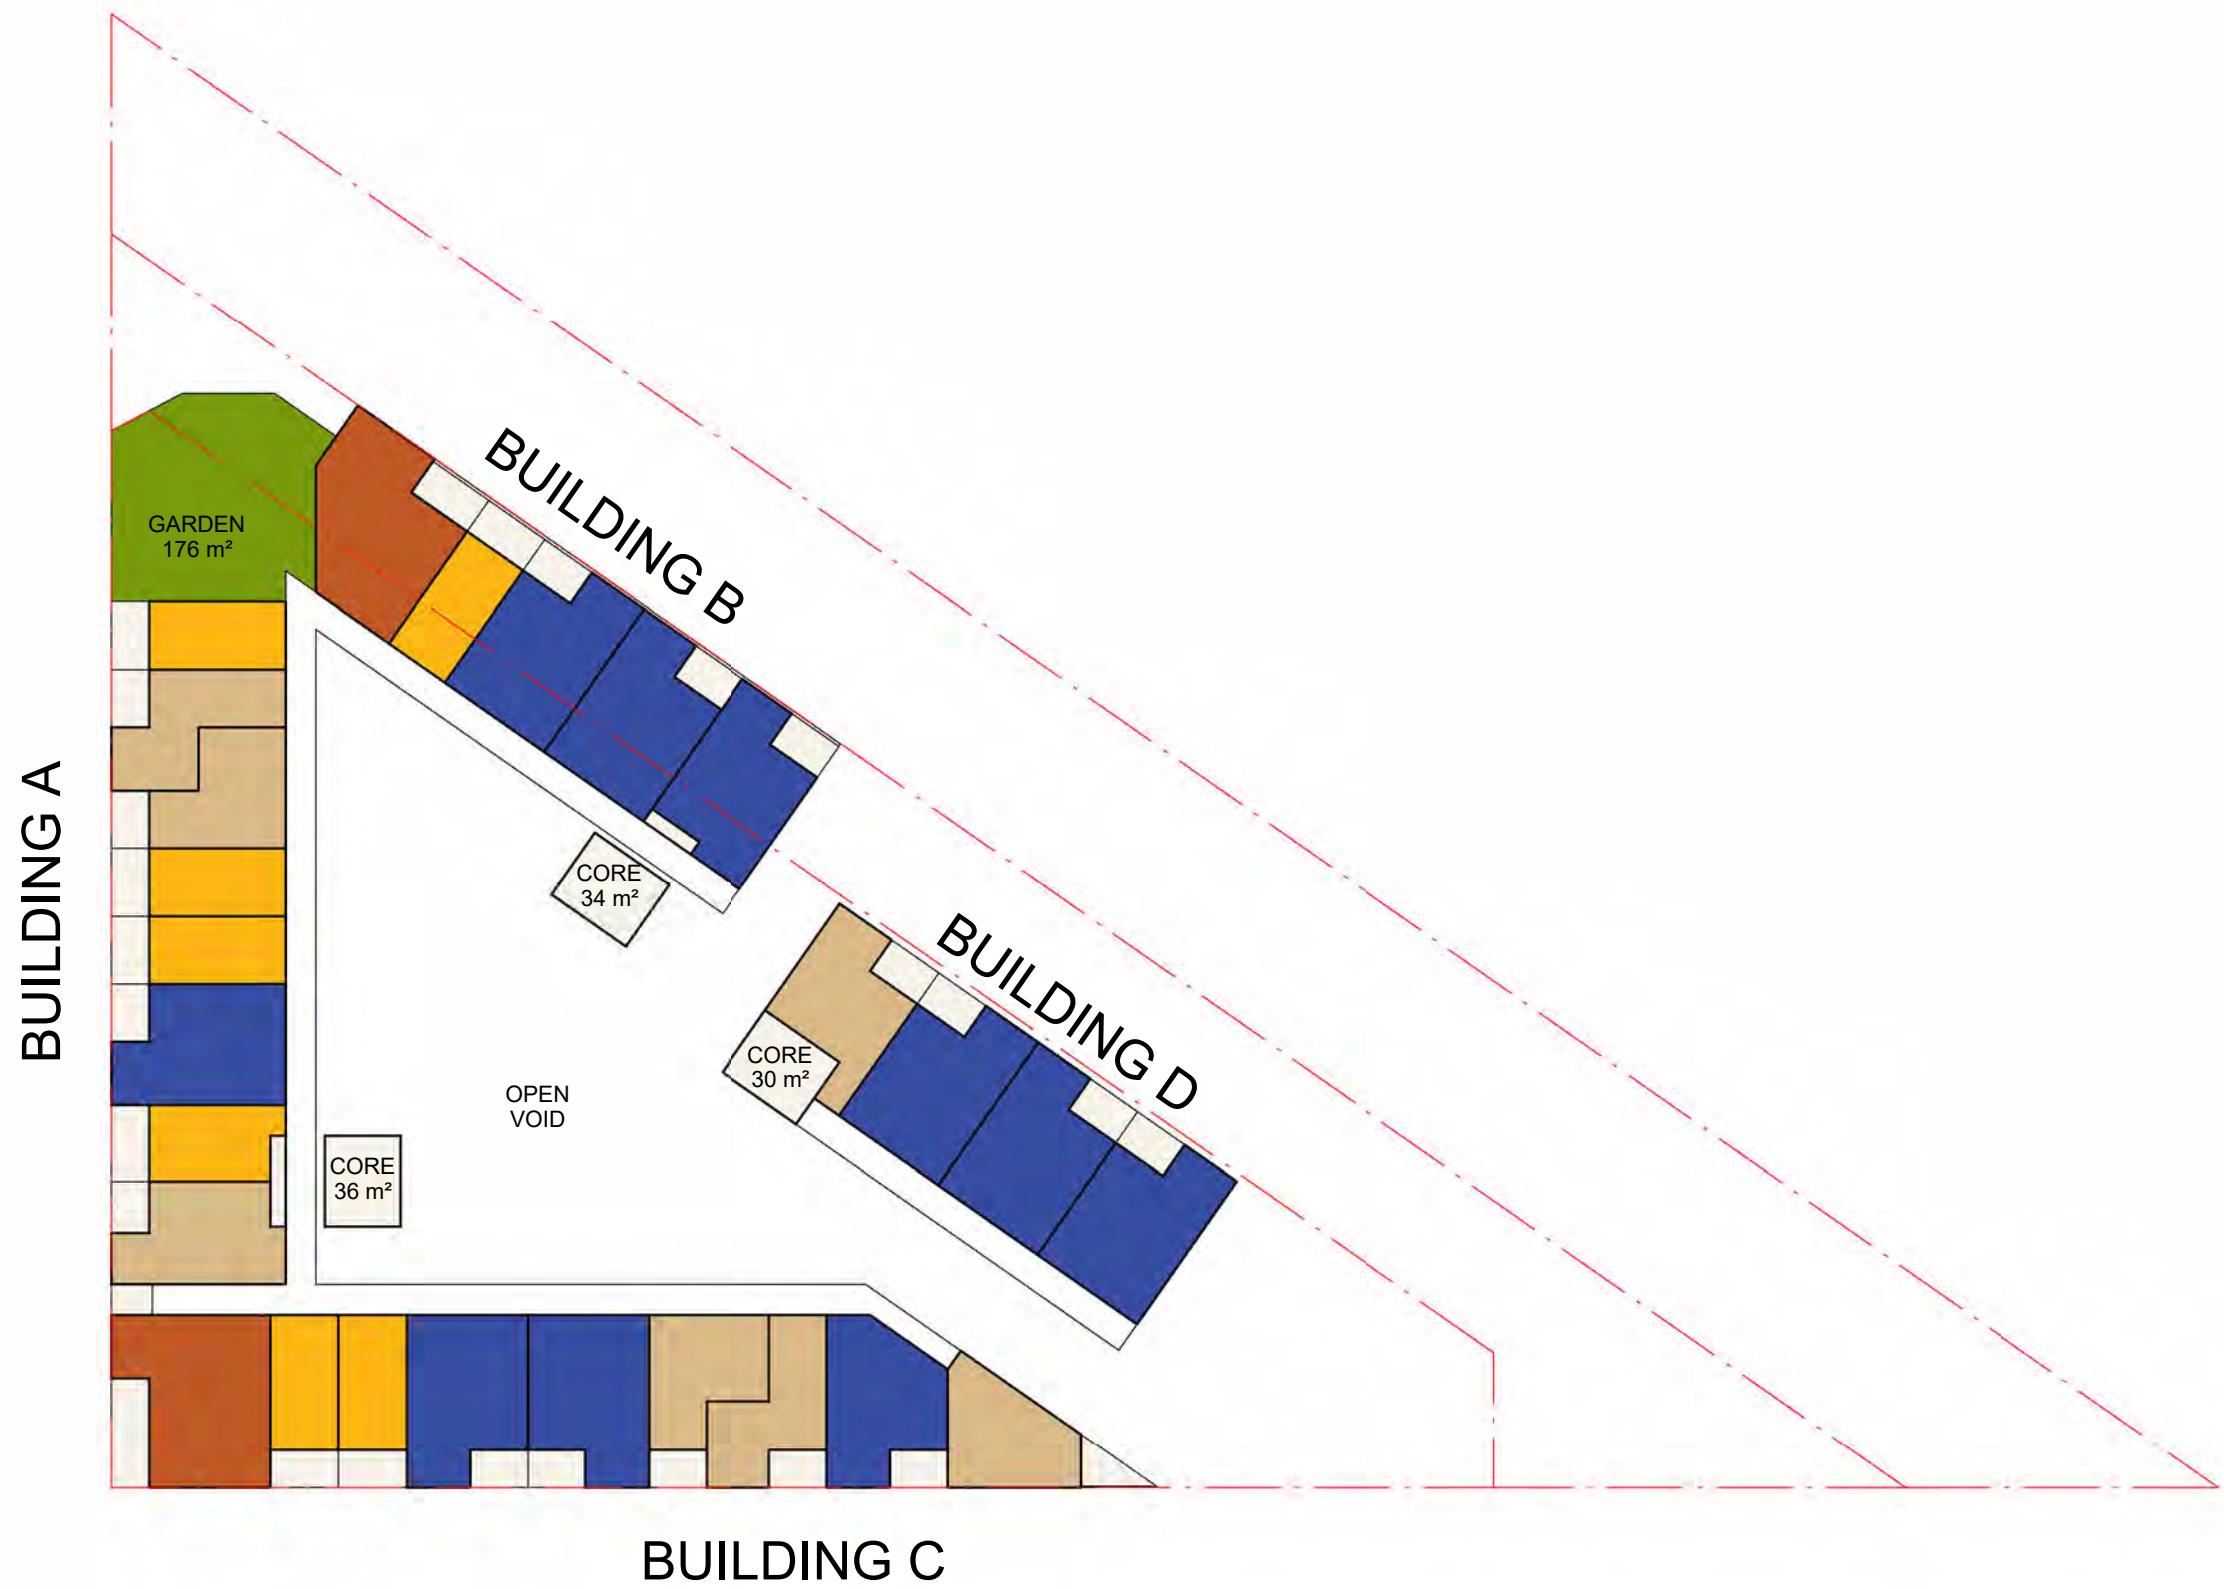 BUILDING B
GARDEN
176 m²
BUILDING A
CORE
34 m²
BUILDING D
CORE
30 m²
OPEN
VOID
CORE
36 m²
BUILDING C